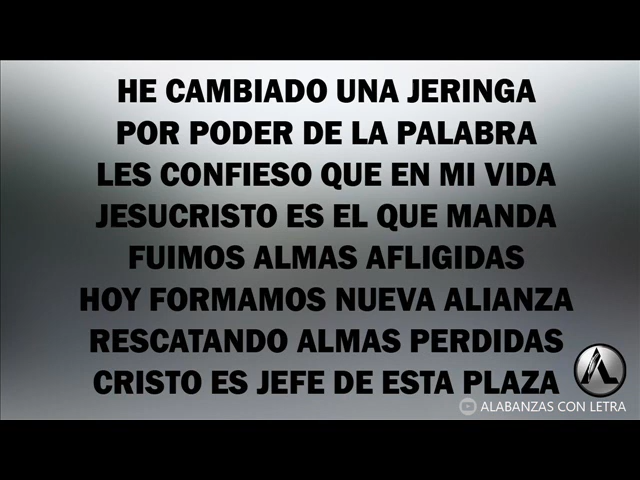 HE CAMBIADO UNA JERINGA
POR PODER DE LA PALABRA
LES CONFIESO QUE EN MI VIDA
JESUCRISTO ES EL QUE MANDA
FUIMOS ALMAS AFLIGIDAS
HOY FORMAMOS NUEVA ALIANZA
RESCATANDO ALMAS PERDIDAS
CRISTO ES JEFE DE ESTA PLAZA
ALABANZAS CON LETRA